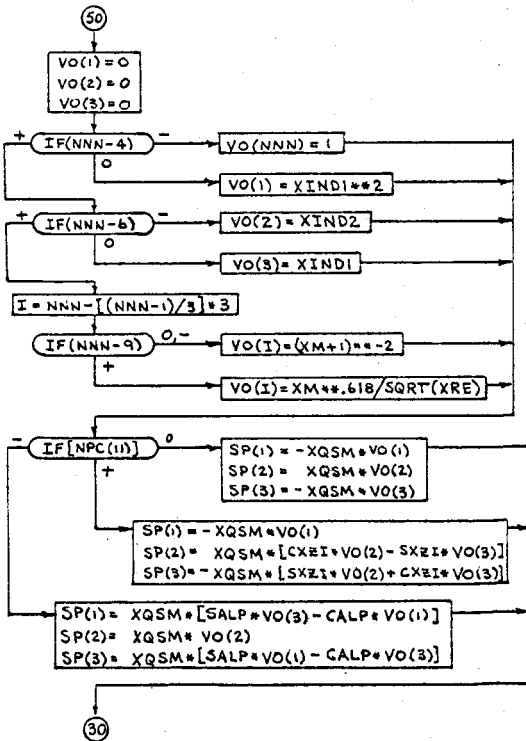 50
VO(1)=0
VO(2)=0
VO(3)=0
+ IF(NNN-4) -
0
VO(NNN)=1
VO(1)=XIND1**2
+ IF(NNN-6) -
0
VO(2)=XIND2
VO(3)=XIND1
I=NNN-[(NNN-1)/3]*3
IF(NNN-9) 0,-
+
VO(I)=(XM+1)**-2
VO(I)=XM**.618/SQRT(XRE)
- IF[NPC(11)] 0
+
SP(1)=-XQSM*VO(1)
SP(2)= XQSM*VO(2)
SP(3)=-XQSM*VO(3)
SP(1)=-XQSM*VO(1)
SP(2)= XQSM*[CXZI*VO(2)-SXZI*VO(3)]
SP(3)=-XQSM*[SXZI*VO(2)+CXZI*VO(3)]
SP(1)= XQSM*[SALP*VO(3)-CALP*VO(1)]
SP(2)= XQSM*VO(2)
SP(3)= XQSM*[SALP*VO(1)-CALP*VO(3)]
30